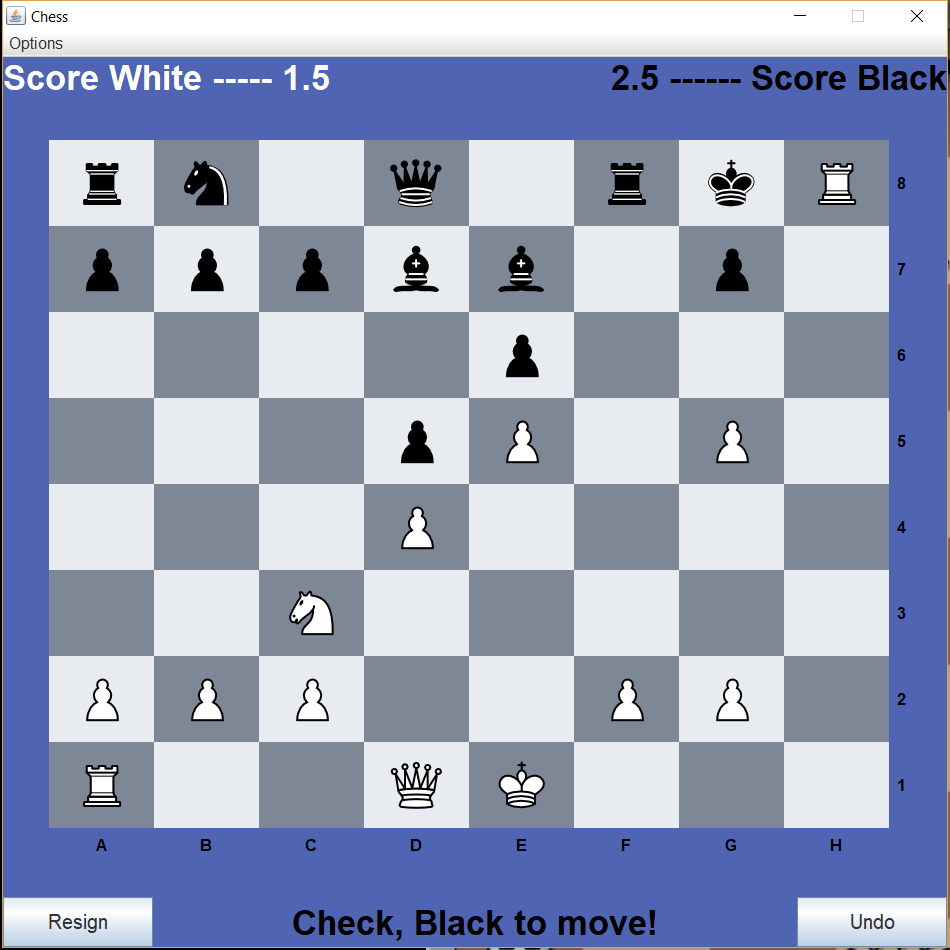 Chess
Options
Score White ----- 1.5
2.5 ------ Score Black
8
7
6
5
4
3
2
1
A B C D E F G H
Resign
Check, Black to move!
Undo